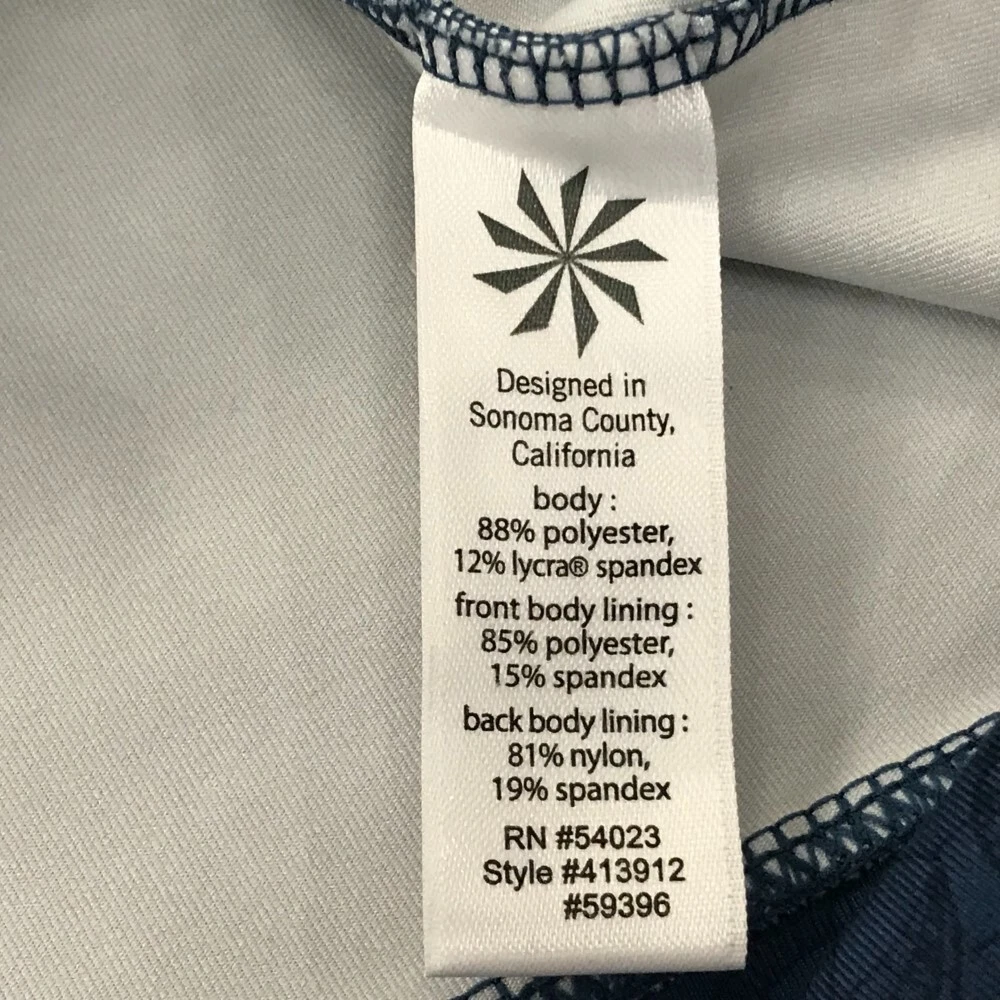 Designed in
Sonoma County,
California
body :
88% polyester,
12% lycra® spandex
front body lining :
85% polyester,
15% spandex
back body lining :
81% nylon,
19% spandex
RN #54023
Style #413912
#59396